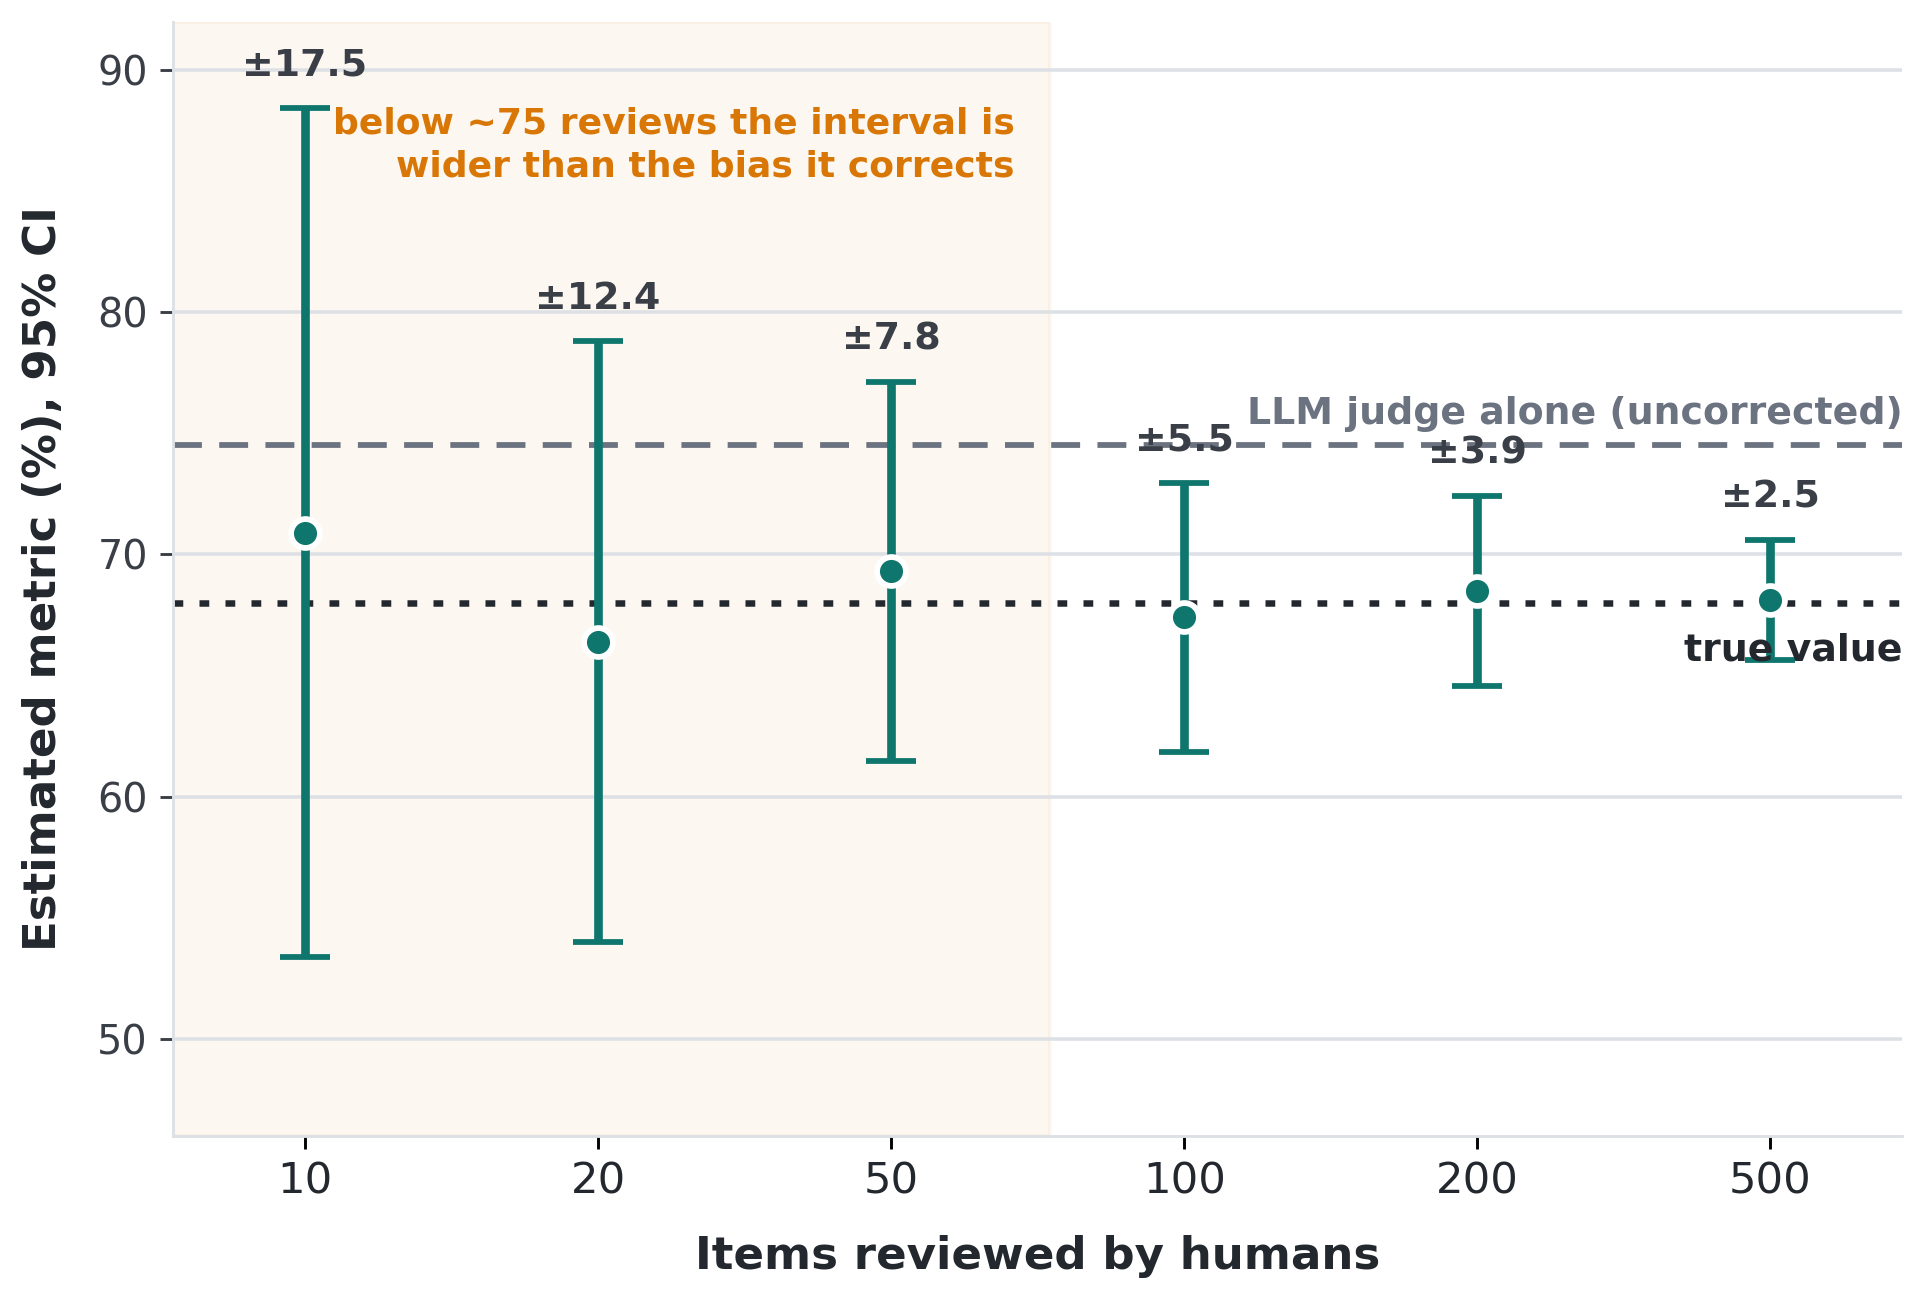 ±17.5
below ~75 reviews the interval is
wider than the bias it corrects
±12.4
±7.8
LLM judge alone (uncorrected)
±5.5
±3.9
±2.5
true value
90
80
70
60
50
Estimated metric (%), 95% CI
10 20 50 100 200 500
Items reviewed by humans